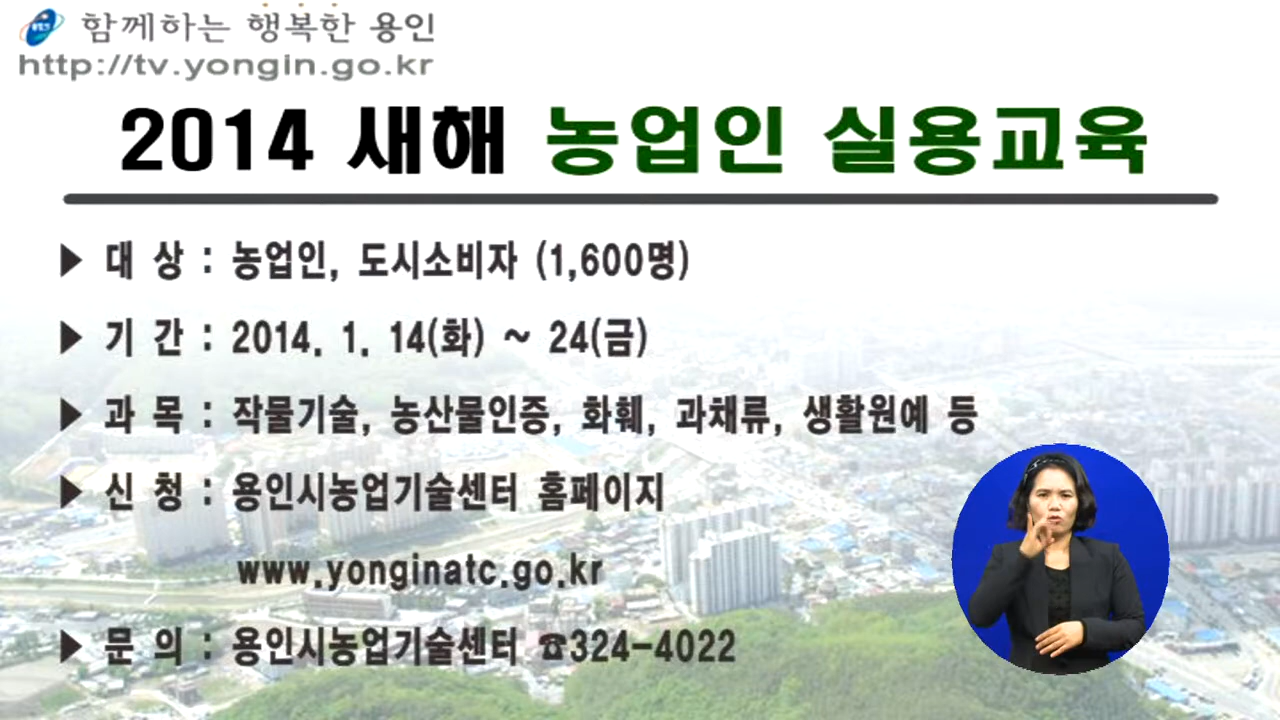 함께하는 행복한 용인
http://tv.yongin.go.kr
2014 새해 농업인 실용교육
▶ 대 상 : 농업인, 도시소비자 (1,600명)
▶ 기 간 : 2014. 1. 14(화) ~ 24(금)
▶ 과 목 : 작물기술, 농산물인증, 화훼, 과채류, 생활원예 등
▶ 신 청 : 용인시농업기술센터 홈페이지
www.yonginatc.go.kr
▶ 문 의 : 용인시농업기술센터 ☎324-4022